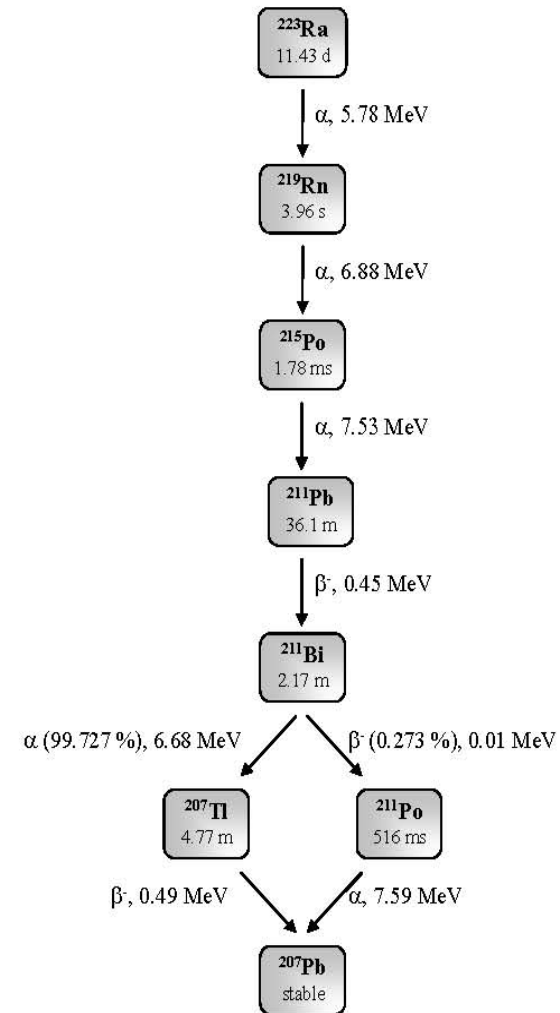 ²²³Ra
11.43 d
α, 5.78 MeV
²¹⁹Rn
3.96 s
α, 6.88 MeV
²¹⁵Po
1.78 ms
α, 7.53 MeV
²¹¹Pb
36.1 m
β⁻, 0.45 MeV
²¹¹Bi
2.17 m
α (99.727 %), 6.68 MeV
β⁻ (0.273 %), 0.01 MeV
²⁰⁷Tl
4.77 m
²¹¹Po
516 ms
β⁻, 0.49 MeV
α, 7.59 MeV
²⁰⁷Pb
stable